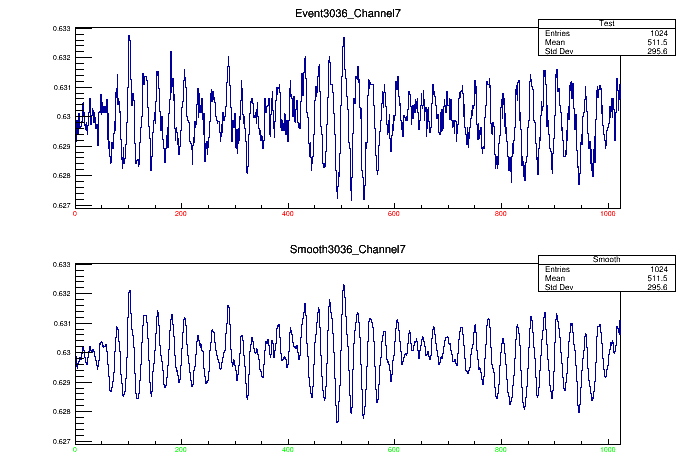 Event3036_Channel7
Test
Entries 1024
Mean 511.5
Std Dev 295.6
0.633
0.632
0.631
0.63
0.629
0.628
0.627
0 200 400 600 800 1000
Smooth3036_Channel7
Smooth
Entries 1024
Mean 511.5
Std Dev 295.6
0.633
0.632
0.631
0.63
0.629
0.628
0.627
0 200 400 600 800 1000